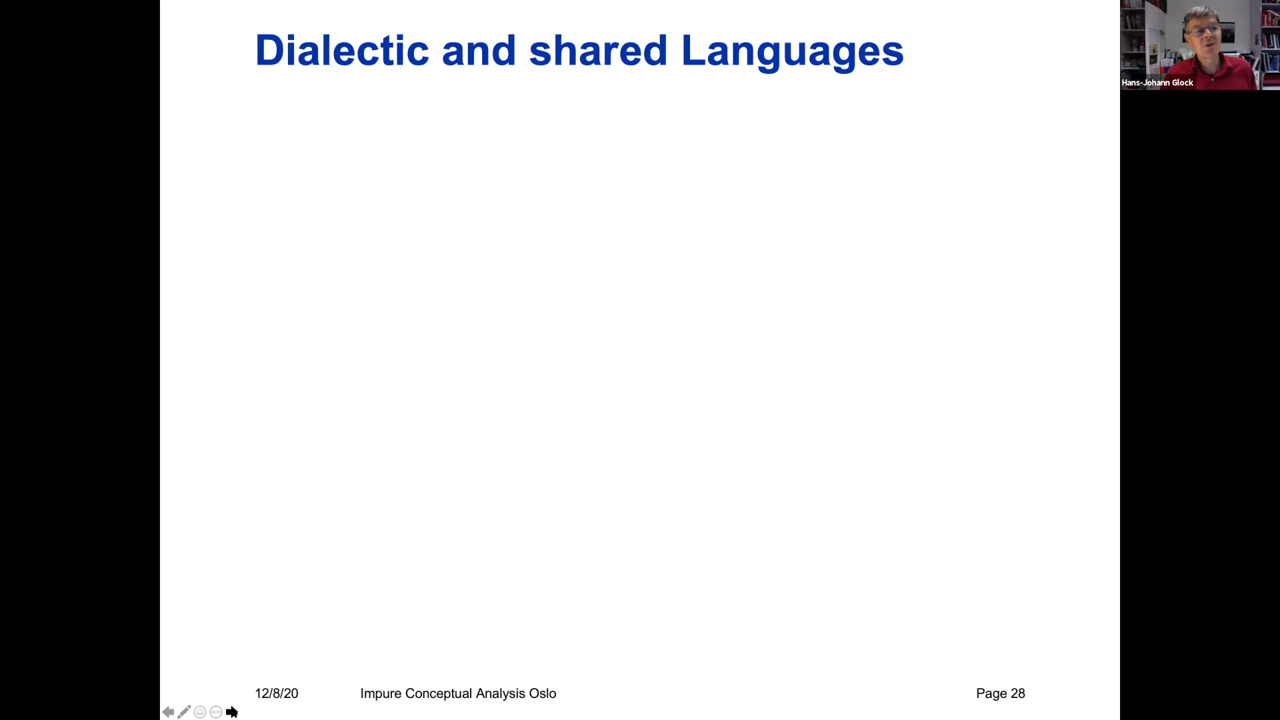 Dialectic and shared Languages
Hans-Johann Glock
12/8/20 Impure Conceptual Analysis Oslo Page 28